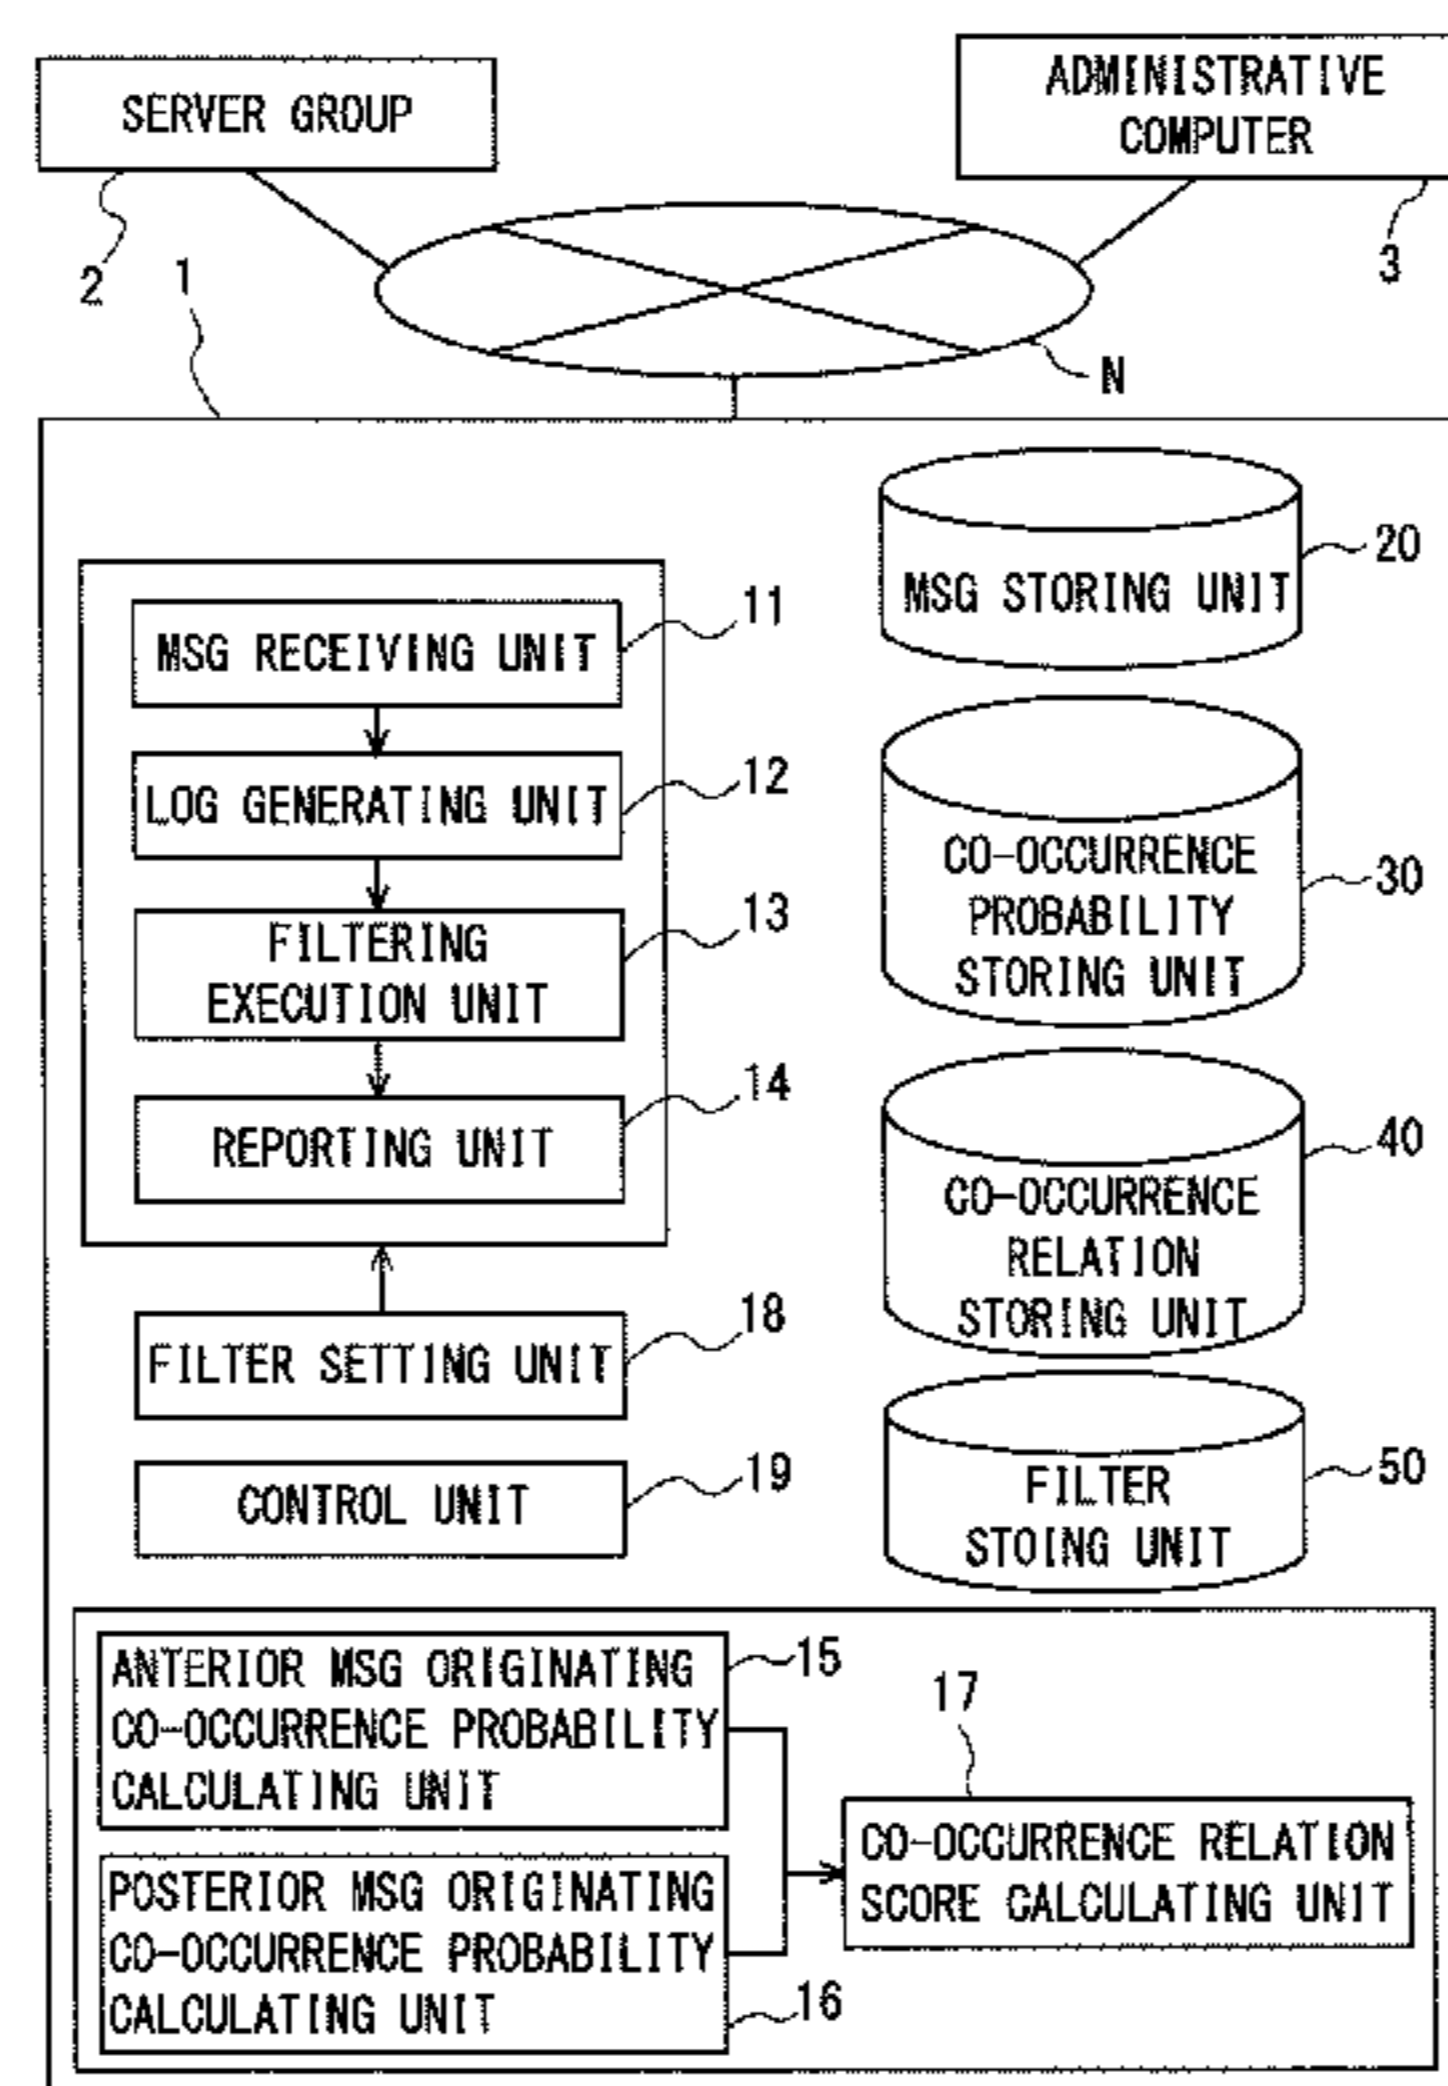 SERVER GROUP
ADMINISTRATIVE
COMPUTER
2
1
3
N
MSG STORING UNIT
20
MSG RECEIVING UNIT
11
LOG GENERATING UNIT
12
FILTERING
EXECUTION UNIT
13
REPORTING UNIT
14
CO-OCCURRENCE
PROBABILITY
STORING UNIT
30
CO-OCCURRENCE
RELATION
STORING UNIT
40
FILTER SETTING UNIT
18
CONTROL UNIT
19
FILTER
STOING UNIT
50
ANTERIOR MSG ORIGINATING
CO-OCCURRENCE PROBABILITY
CALCULATING UNIT
15
POSTERIOR MSG ORIGINATING
CO-OCCURRENCE PROBABILITY
CALCULATING UNIT
16
17
CO-OCCURRENCE RELATION
SCORE CALCULATING UNIT